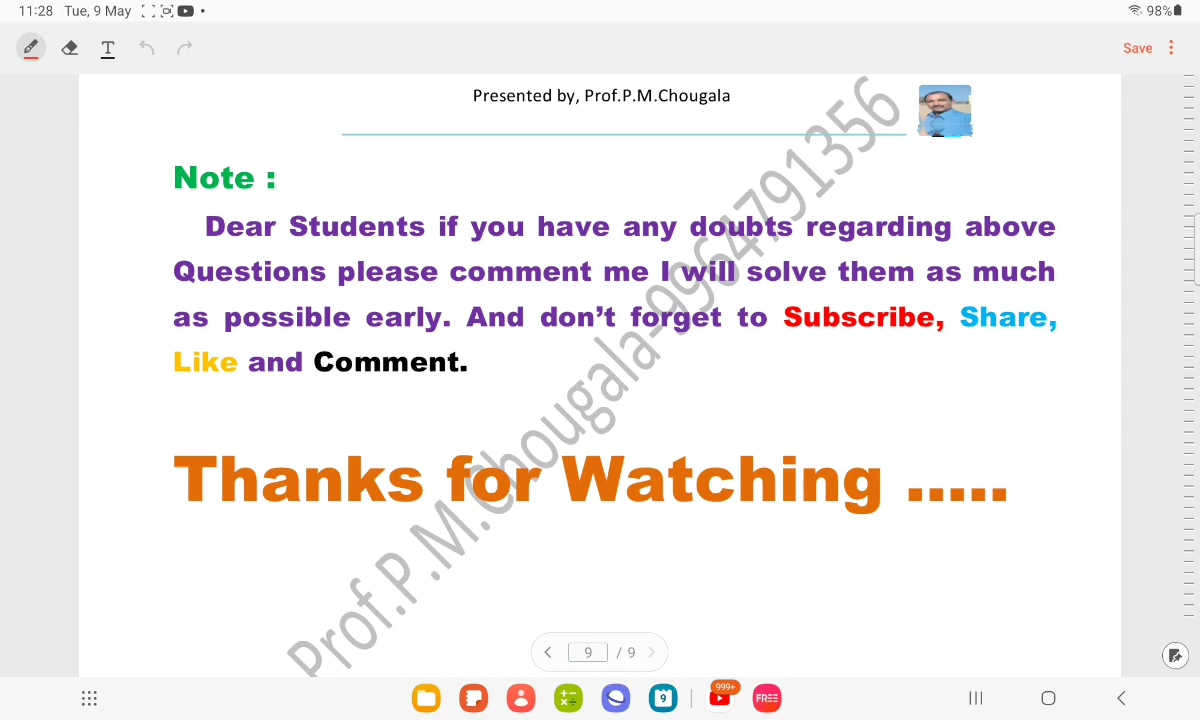 11:28 Tue, 9 May
98%
Save
Presented by, Prof.P.M.Chougala
Note :
Dear Students if you have any doubts regarding above
Questions please comment me I will solve them as much
as possible early. And don't forget to Subscribe, Share,
Like and Comment.
Thanks for Watching .....
Prof.P.M.Chougala-9964791356
9 / 9
9
999+
FREE